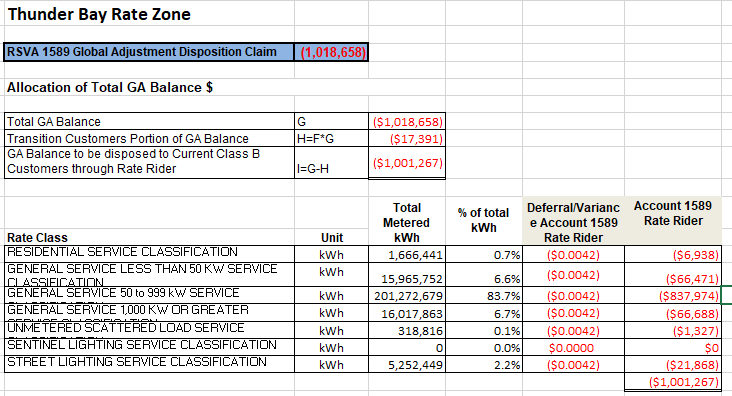 Thunder Bay Rate Zone
RSVA 1589 Global Adjustment Disposition Claim (1,018,658)
Allocation of Total GA Balance $
Total GA Balance G ($1,018,658)
Transition Customers Portion of GA Balance H=F*G ($17,391)
GA Balance to be disposed to Current Class B
Customers through Rate Rider I=G-H ($1,001,267)
Rate Class Unit Total Metered kWh % of total kWh Deferral/Varianc e Account 1589 Rate Rider Account 1589 Rate Rider
RESIDENTIAL SERVICE CLASSIFICATION kWh 1,666,441 0.7% ($0.0042) ($6,938)
GENERAL SERVICE LESS THAN 50 KW SERVICE CLASSIFICATION kWh 15,965,752 6.6% ($0.0042) ($66,471)
GENERAL SERVICE 50 to 999 kW SERVICE kWh 201,272,679 83.7% ($0.0042) ($837,974)
GENERAL SERVICE 1,000 KW OR GREATER kWh 16,017,863 6.7% ($0.0042) ($66,688)
UNMETERED SCATTERED LOAD SERVICE kWh 318,816 0.1% ($0.0042) ($1,327)
SENTINEL LIGHTING SERVICE CLASSIFICATION kWh 0 0.0% $0.0000 $0
STREET LIGHTING SERVICE CLASSIFICATION kWh 5,252,449 2.2% ($0.0042) ($21,868)
($1,001,267)